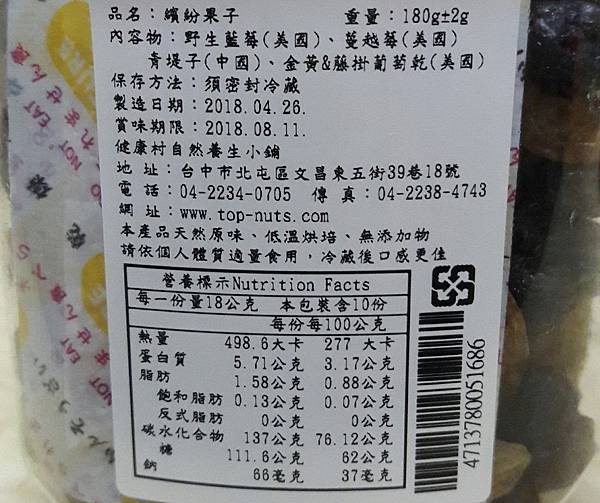 品名：繽紛果子 重量：180g±2g
內容物：野生藍莓(美國)、蔓越莓(美國)
青堤子(中國)、金黃&藤掛葡萄乾(美國)
保存方法：須密封冷藏
製造日期：2018.04.26.
賞味期限：2018.08.11.
健康村自然養生小舖
地 址：台中市北屯區文昌東五街39巷18號
電 話：04-2234-0705 傳 真：04-2238-4743
網 址：www.top-nuts.com
本產品天然原味、低溫烘培、無添加物
請依個人體質適量食用，冷藏後口感更佳
營養標示Nutrition Facts
每一份量18公克 本包裝含10份
每份每100公克
熱量 498.6大卡 277 大卡
蛋白質 5.71公克 3.17公克
脂肪 1.58公克 0.88公克
飽和脂肪 0.13公克 0.07公克
反式脂肪 0公克 0公克
碳水化合物 137公克 76.12公克
糖 111.6公克 62公克
鈉 66毫克 37毫克
4713780051686
DO NOT EAT
NOT EAT